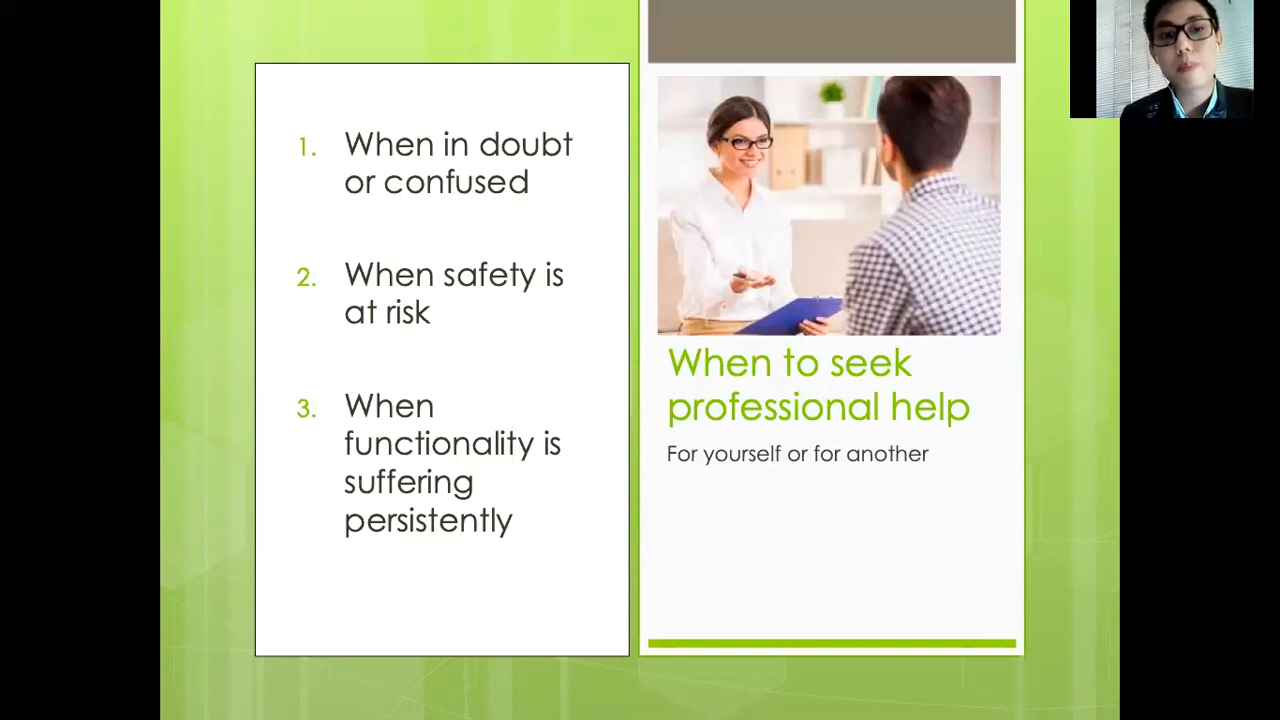 1. When in doubt
or confused
2. When safety is
at risk
3. When
functionality is
suffering
persistently
When to seek
professional help
For yourself or for another